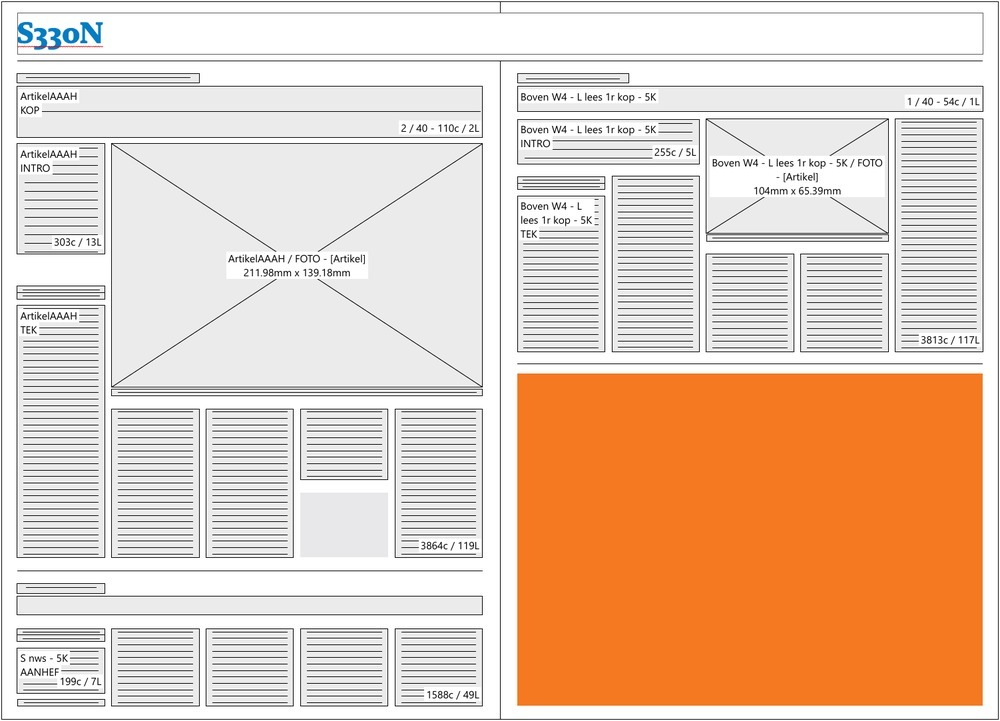 S330N
ArtikelAAAH
KOP
2 / 40 - 110c / 2L
ArtikelAAAH
INTRO
303c / 13L
ArtikelAAAH / FOTO - [Artikel]
211.98mm x 139.18mm
ArtikelAAAH
TEK
3864c / 119L
S nws - 5K
AANHEF
199c / 7L
1588c / 49L
Boven W4 - L lees 1r kop - 5K
1 / 40 - 54c / 1L
Boven W4 - L lees 1r kop - 5K
INTRO
255c / 5L
Boven W4 - L lees 1r kop - 5K / FOTO
- [Artikel]
104mm x 65.39mm
Boven W4 - L
lees 1r kop - 5K
TEK
3813c / 117L